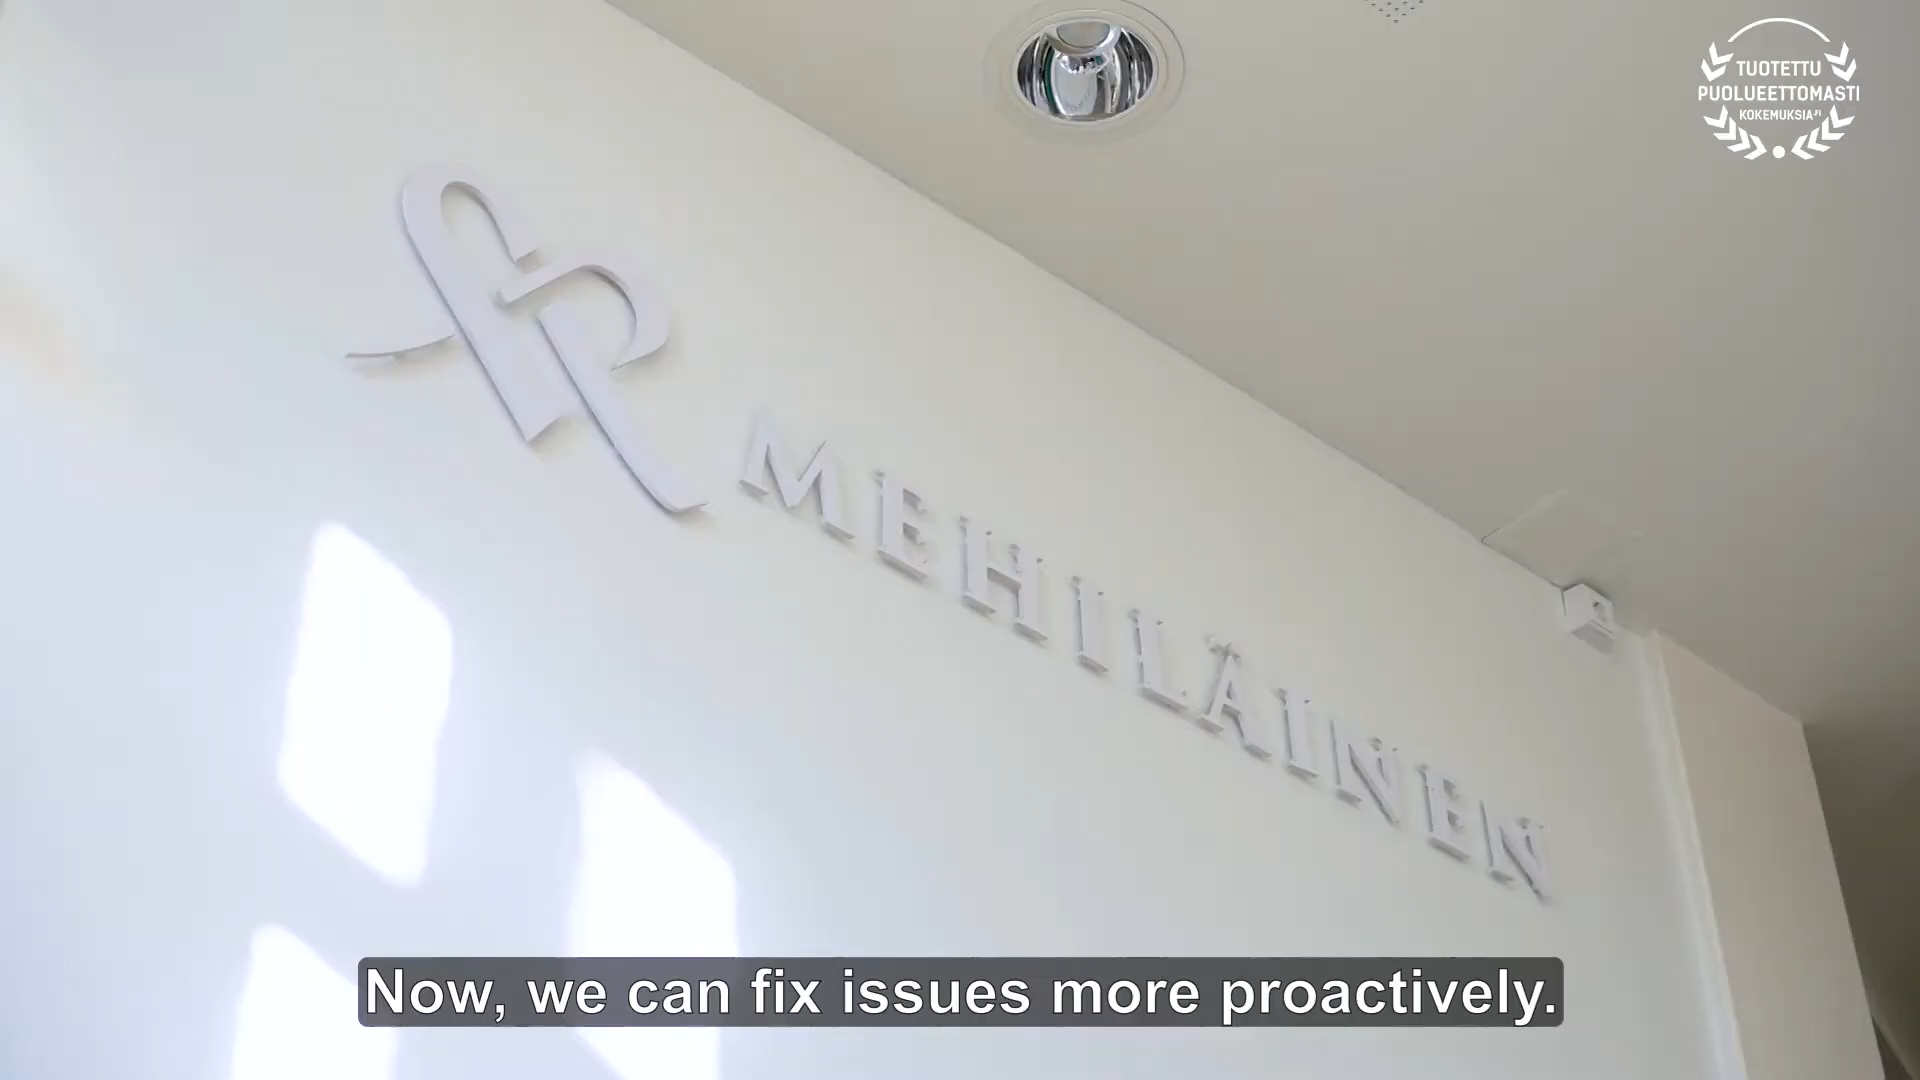 TUOTETTU
PUOLUEETTOMASTI
KOKEMUKSIA.FI
MEHILÄINEN
Now, we can fix issues more proactively.